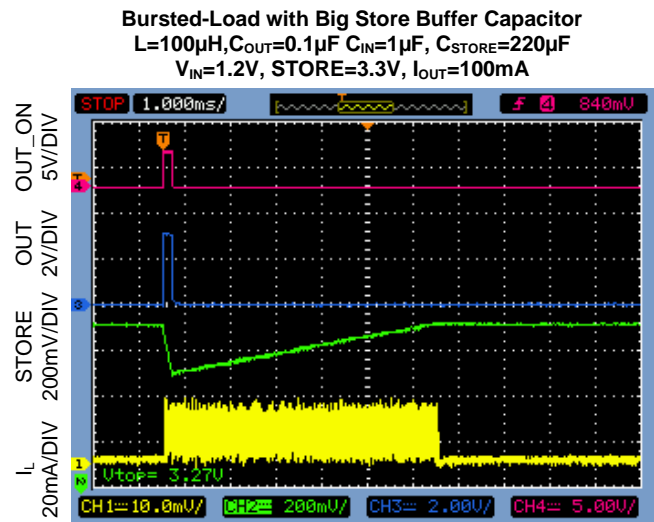 Bursted-Load with Big Store Buffer Capacitor
L=100µH,COUT=0.1µF CIN=1µF, CSTORE=220µF
VIN=1.2V, STORE=3.3V, IOUT=100mA
STOP 1.000ms/ T £ 4 840mV
OUT_ON
5V/DIV
T
T
4
OUT
2V/DIV
3
STORE
200mV/DIV
IL
20mA/DIV
1
2
Vtop= 3.27V
CH1 10.0mV/ CH2 200mV/ CH3 2.00V/ CH4 5.00V/